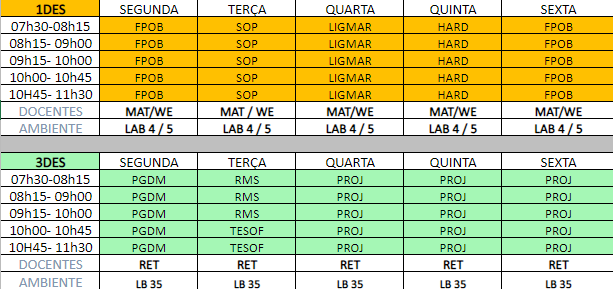 1DES SEGUNDA TERÇA QUARTA QUINTA SEXTA
07h30-08h15 FPOB SOP LIGMAR HARD FPOB
08h15- 09h00 FPOB SOP LIGMAR HARD FPOB
09h15- 10h00 FPOB SOP LIGMAR HARD FPOB
10h00- 10h45 FPOB SOP LIGMAR HARD FPOB
10H45- 11h30 FPOB SOP LIGMAR HARD FPOB
DOCENTES MAT/WE MAT / WE MAT/WE MAT/WE MAT/WE
AMBIENTE LAB 4 / 5 LAB 4 / 5 LAB 4 / 5 LAB 4 / 5 LAB 4 / 5
3DES SEGUNDA TERÇA QUARTA QUINTA SEXTA
07h30-08h15 PGDM RMS PROJ PROJ PROJ
08h15- 09h00 PGDM RMS PROJ PROJ PROJ
09h15- 10h00 PGDM RMS PROJ PROJ PROJ
10h00- 10h45 PGDM TESOF PROJ PROJ PROJ
10H45- 11h30 PGDM TESOF PROJ PROJ PROJ
DOCENTES RET RET RET RET RET
AMBIENTE LB 35 LB 35 LB 35 LB 35 LB 35